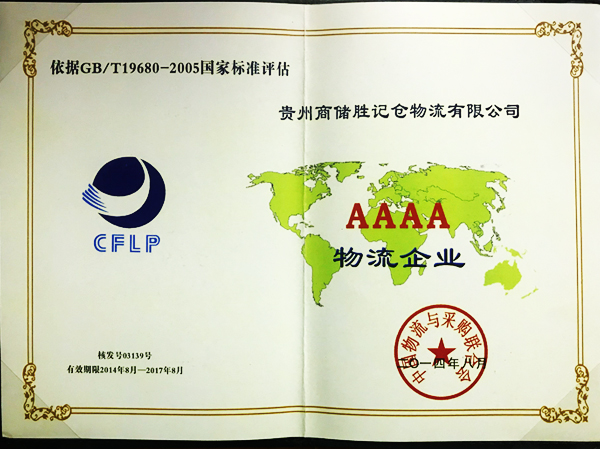 依据GB/T19680-2005国家标准评估
贵州商储胜记仓物流有限公司
CFLP
AAAA
物流企业
核发号03139号
有效期限2014年8月—2017年8月
中国物流与采购联合会
二〇一四年八月